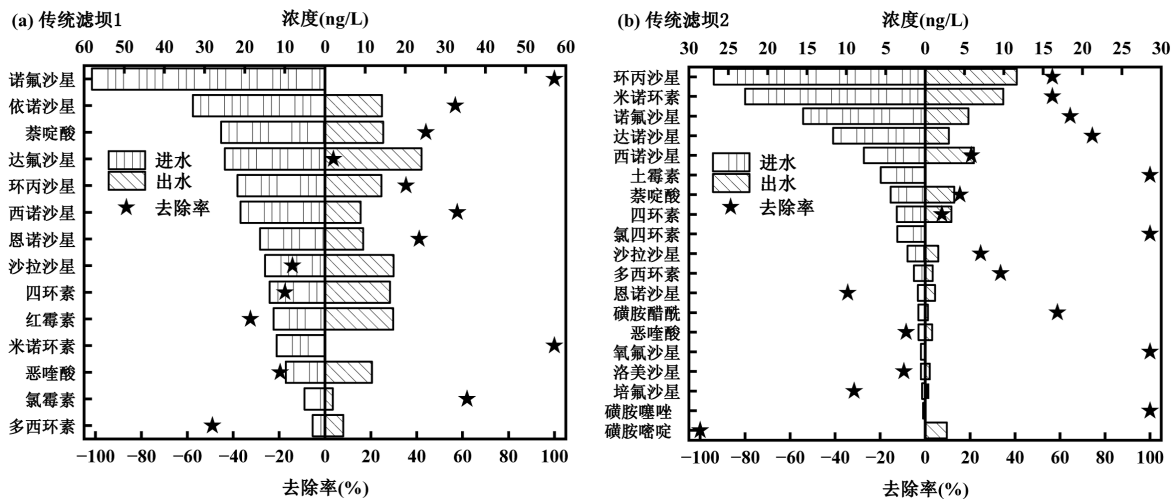 (a) 传统滤坝1
浓度(ng/L)
60 50 40 30 20 10 0 10 20 30 40 50 60
诺氟沙星
依诺沙星
萘啶酸
达氟沙星
环丙沙星
西诺沙星
恩诺沙星
沙拉沙星
四环素
红霉素
米诺环素
恶喹酸
氯霉素
多西环素
进水
出水
去除率
−100 −80 −60 −40 −20 0 20 40 60 80 100
去除率(%)
(b) 传统滤坝2
浓度(ng/L)
30 25 20 15 10 5 0 5 10 15 20 25 30
环丙沙星
米诺环素
诺氟沙星
达诺沙星
西诺沙星
土霉素
萘啶酸
四环素
氯四环素
沙拉沙星
多西环素
恩诺沙星
磺胺醋酰
恶喹酸
氧氟沙星
洛美沙星
培氟沙星
磺胺噻唑
磺胺嘧啶
进水
出水
去除率
−100 −80 −60 −40 −20 0 20 40 60 80 100
去除率(%)